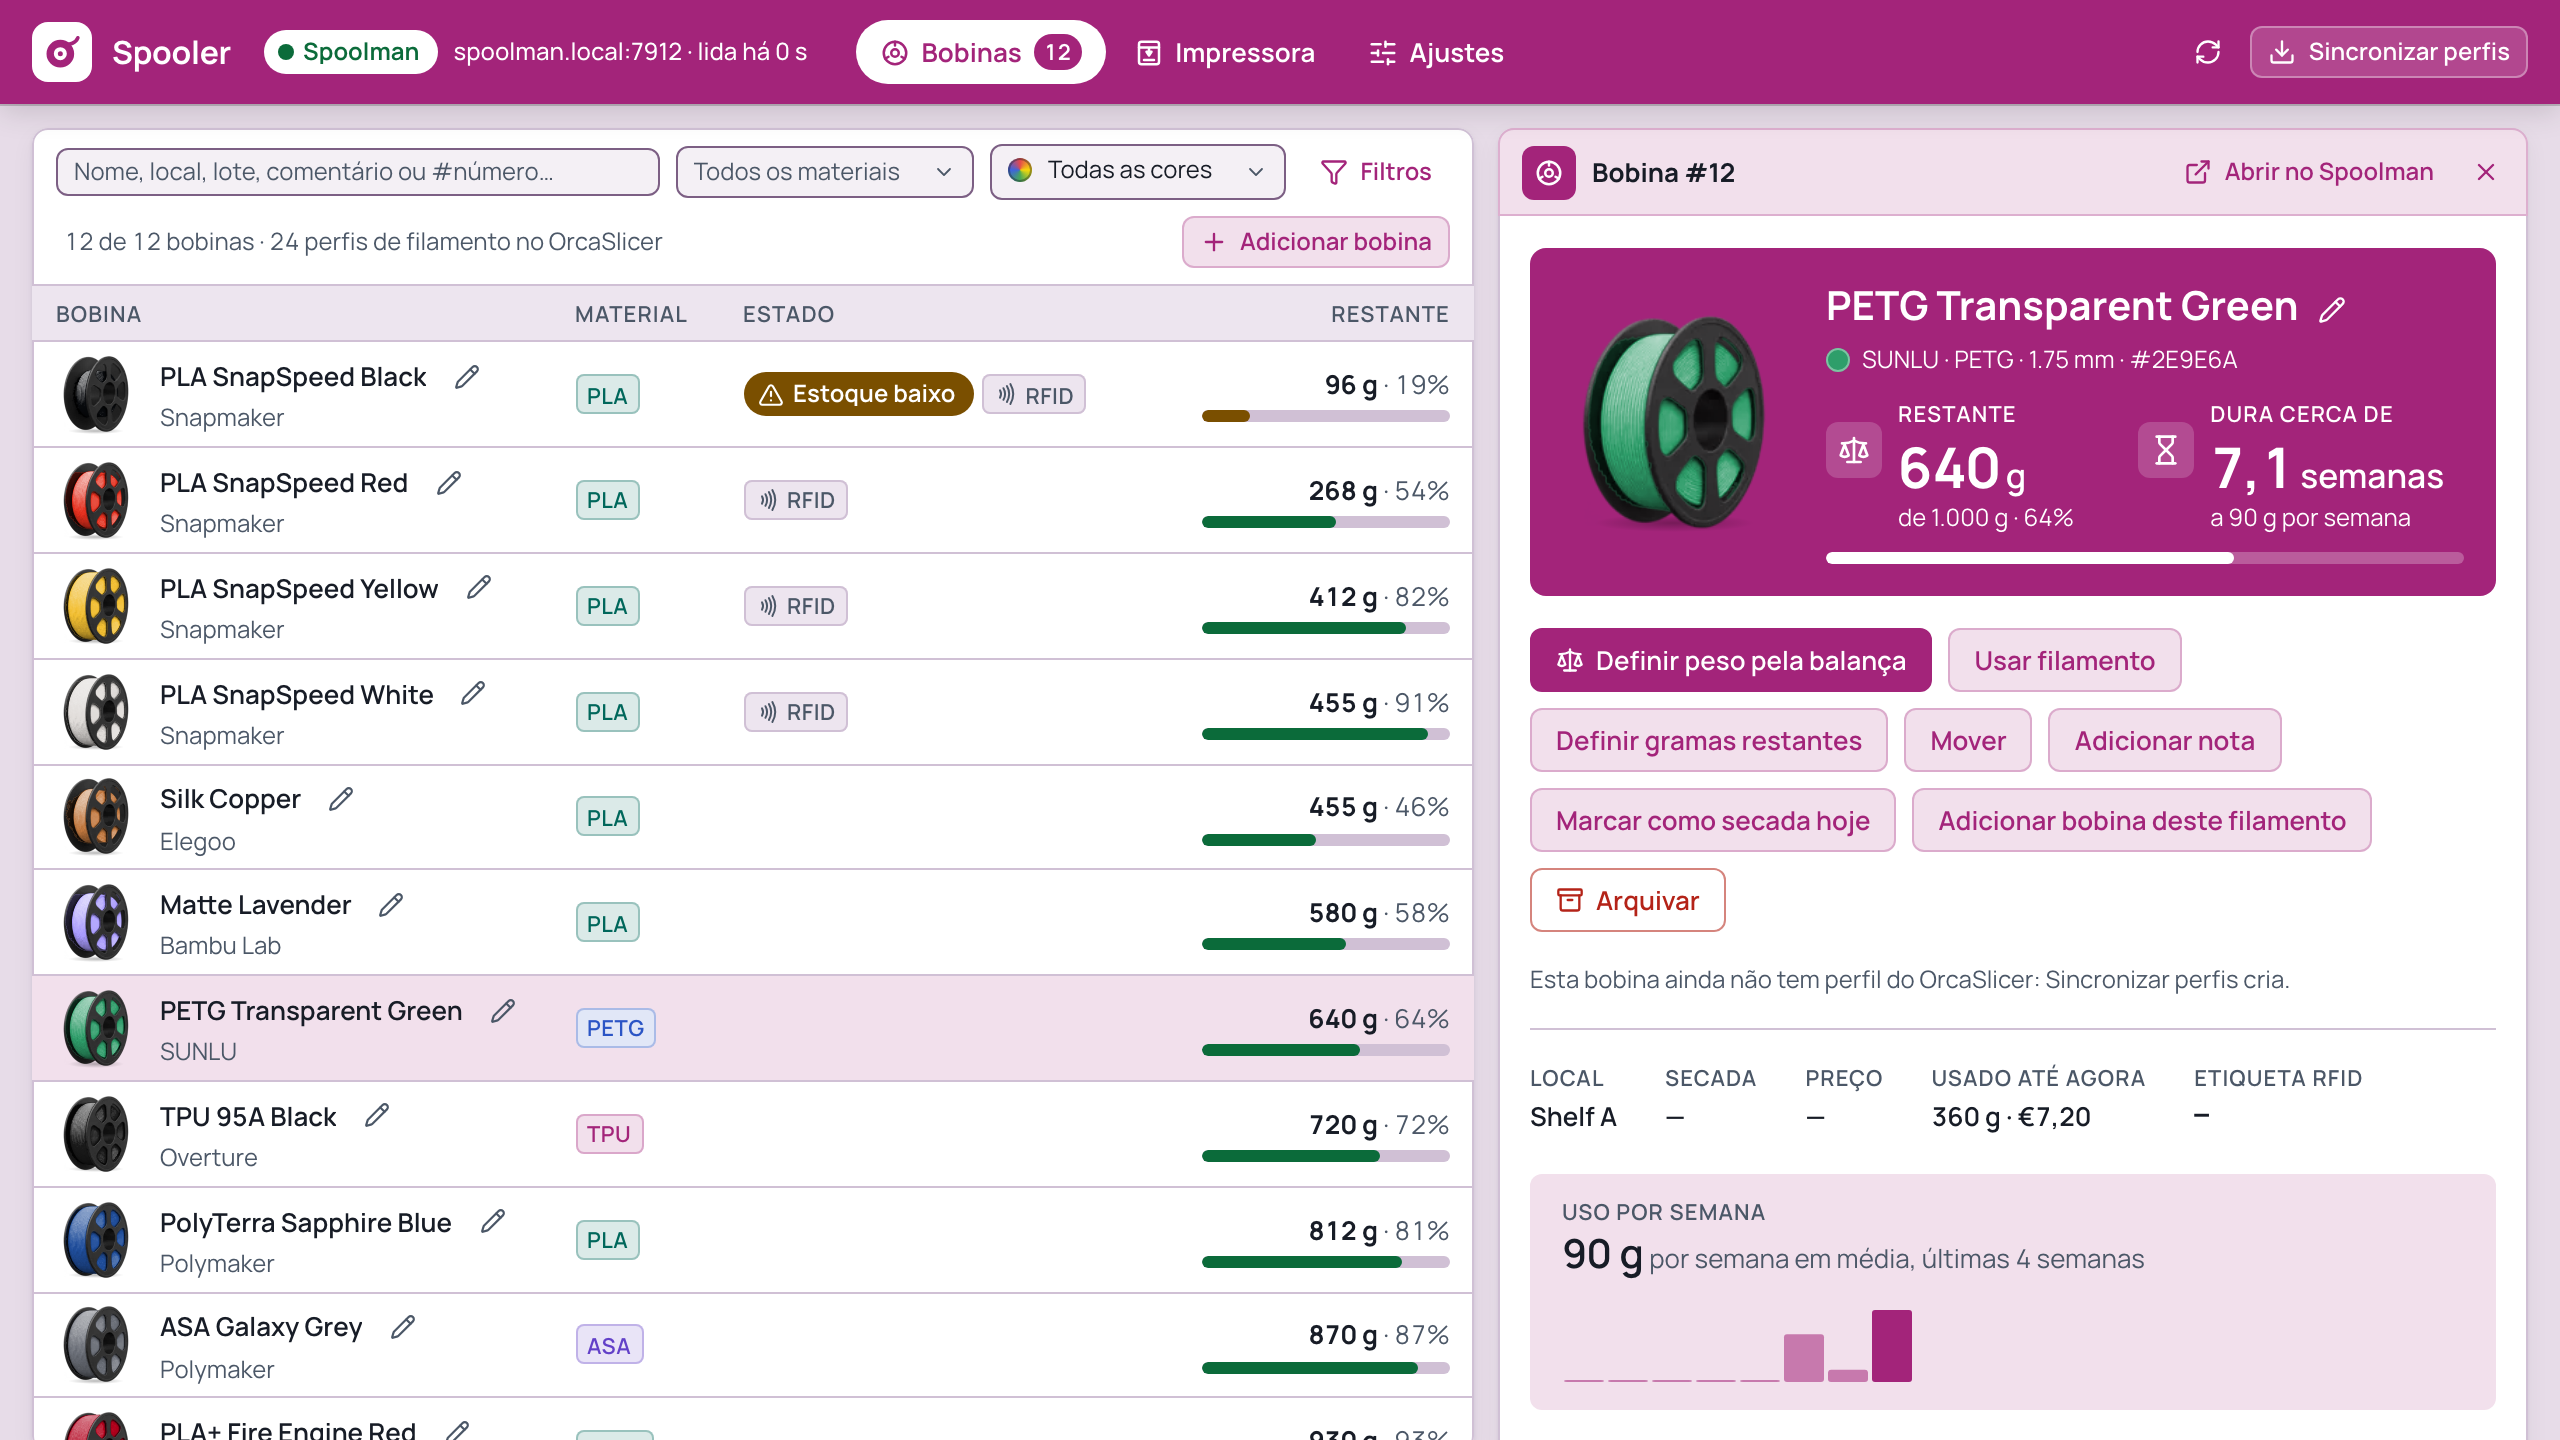 Spooler
Spoolman
spoolman.local:7912 · lida há 0 s
Bobinas 12
Impressora
Ajustes
Sincronizar perfis
Nome, local, lote, comentário ou #número...
Todos os materiais
Todas as cores
Filtros
12 de 12 bobinas · 24 perfis de filamento no OrcaSlicer
Adicionar bobina
BOBINA MATERIAL ESTADO RESTANTE
PLA SnapSpeed Black
Snapmaker
PLA
Estoque baixo
RFID
96 g · 19%
PLA SnapSpeed Red
Snapmaker
PLA
RFID
268 g · 54%
PLA SnapSpeed Yellow
Snapmaker
PLA
RFID
412 g · 82%
PLA SnapSpeed White
Snapmaker
PLA
RFID
455 g · 91%
Silk Copper
Elegoo
PLA
455 g · 46%
Matte Lavender
Bambu Lab
PLA
580 g · 58%
PETG Transparent Green
SUNLU
PETG
640 g · 64%
TPU 95A Black
Overture
TPU
720 g · 72%
PolyTerra Sapphire Blue
Polymaker
PLA
812 g · 81%
ASA Galaxy Grey
Polymaker
ASA
870 g · 87%
PLA+ Fire Engine Red
930 g · 93%
Bobina #12
Abrir no Spoolman
PETG Transparent Green
SUNLU · PETG · 1.75 mm · #2E9E6A
RESTANTE
640 g
de 1.000 g · 64%
DURA CERCA DE
7,1 semanas
a 90 g por semana
Definir peso pela balança
Usar filamento
Definir gramas restantes
Mover
Adicionar nota
Marcar como secada hoje
Adicionar bobina deste filamento
Arquivar
Esta bobina ainda não tem perfil do OrcaSlicer: Sincronizar perfis cria.
LOCAL SECADA PREÇO USADO ATÉ AGORA ETIQUETA RFID
Shelf A – – 360 g · €7,20 –
USO POR SEMANA
90 g por semana em média, últimas 4 semanas